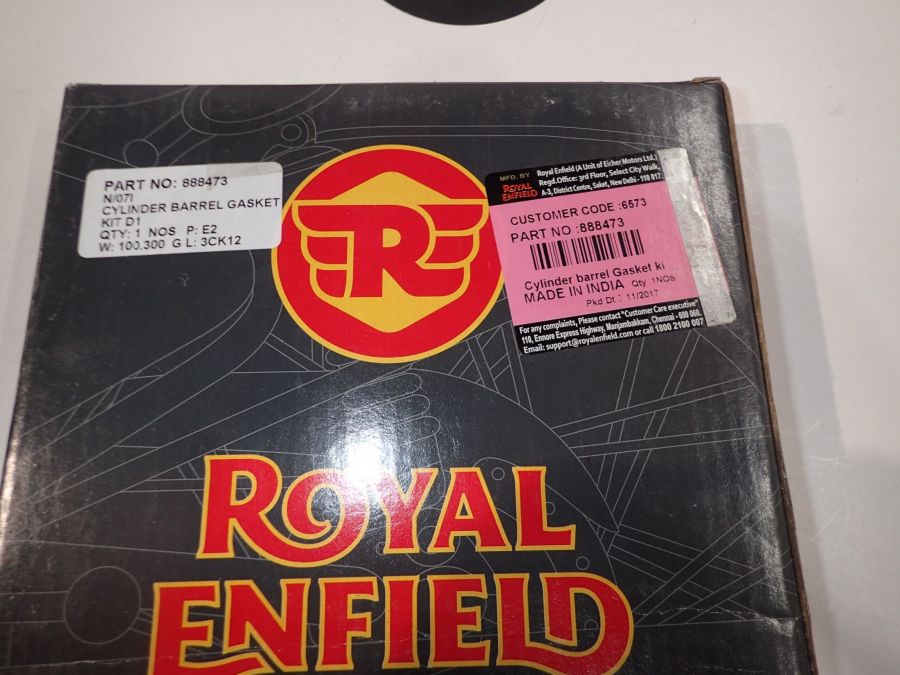 PART NO: 888473
N/07I
CYLINDER BARREL GASKET
KIT D1
QTY: 1 NOS P: E2
W: 100.300 G L: 3CK12
R
MFD. BY
ROYAL
ENFIELD
Royal Enfield (A Unit of Eicher Motors Ltd.)
Regd.Office: 3rd Floor, Select City Walk,
A-3, District Centre, Saket, New Delhi - 110 017.
CUSTOMER CODE :6573
PART NO :888473
Cylinder barrel Gasket ki
MADE IN INDIA Qty 1NOS
Pkd Dt : 11/2017
For any complaints, Please contact "Customer Care executive"
110, Ennore Express Highway, Manjambakkam, Chennai - 600 068.
Email: support@royalenfield.com or call 1800 2100 007
ROYAL
ENFIELD